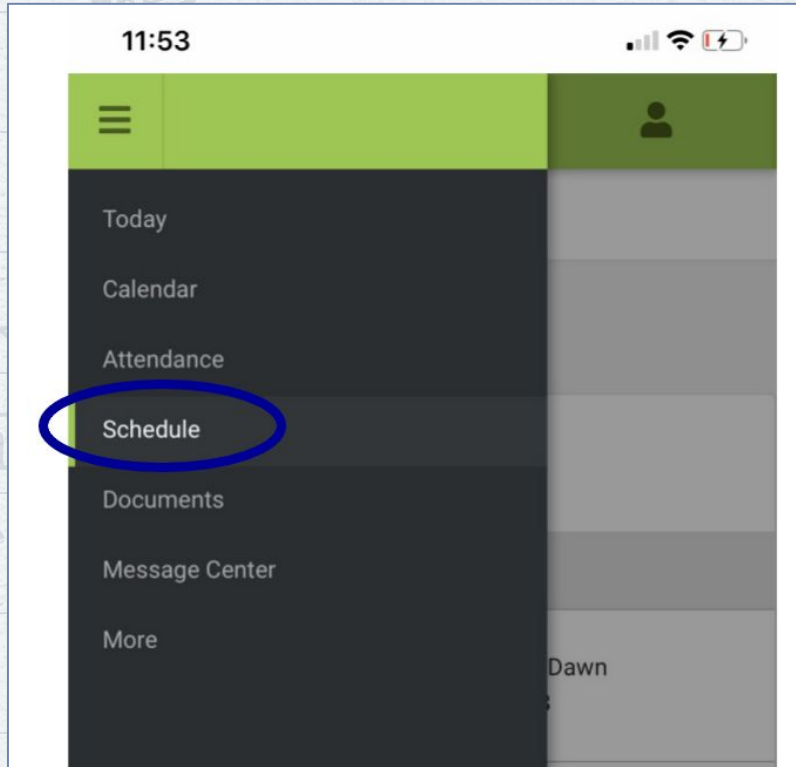 11:53
Today
Calendar
Attendance
Schedule
Documents
Message Center
More
Dawn